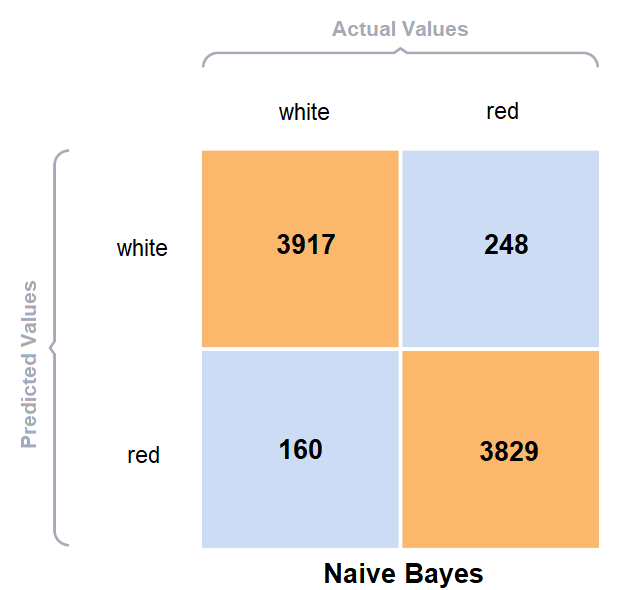 Actual Values
white
red
Predicted Values
white
3917
248
red
160
3829
Naive Bayes